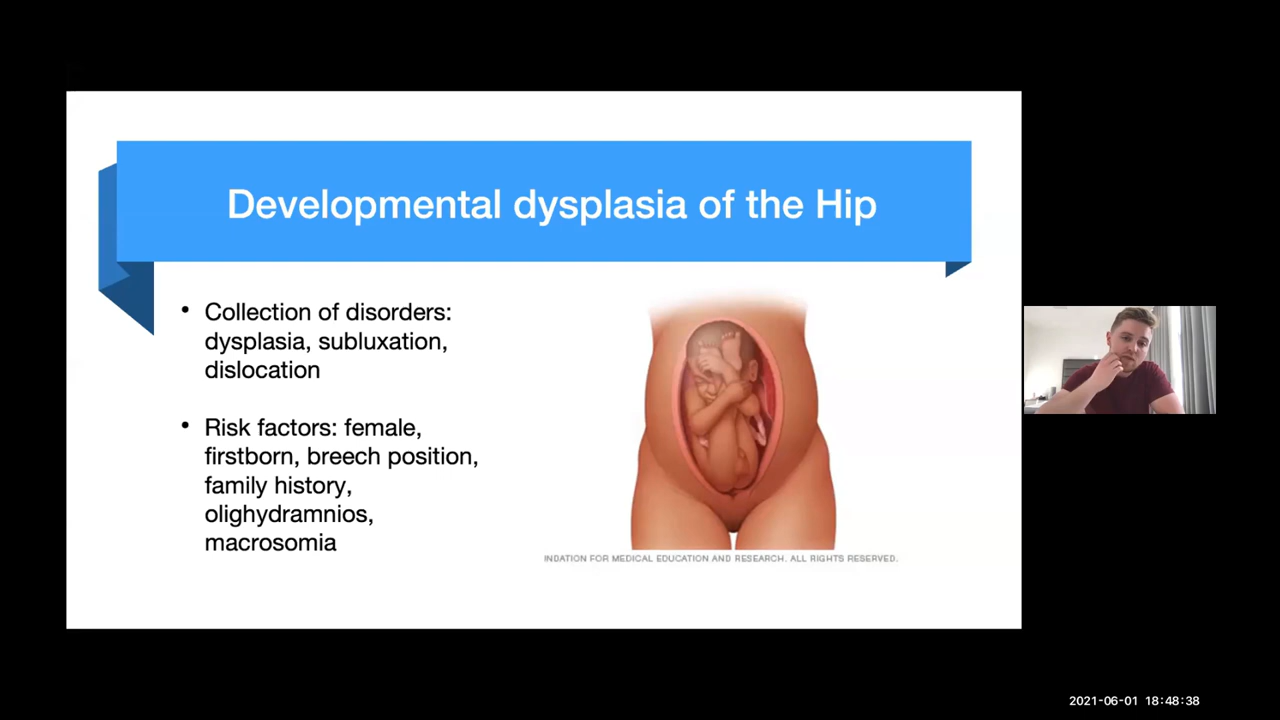 Developmental dysplasia of the Hip
• Collection of disorders:
dysplasia, subluxation,
dislocation
• Risk factors: female,
firstborn, breech position,
family history,
olighydramnios,
macrosomia
INDATION FOR MEDICAL EDUCATION AND RESEARCH. ALL RIGHTS RESERVED.
2021-06-01 18:48:38